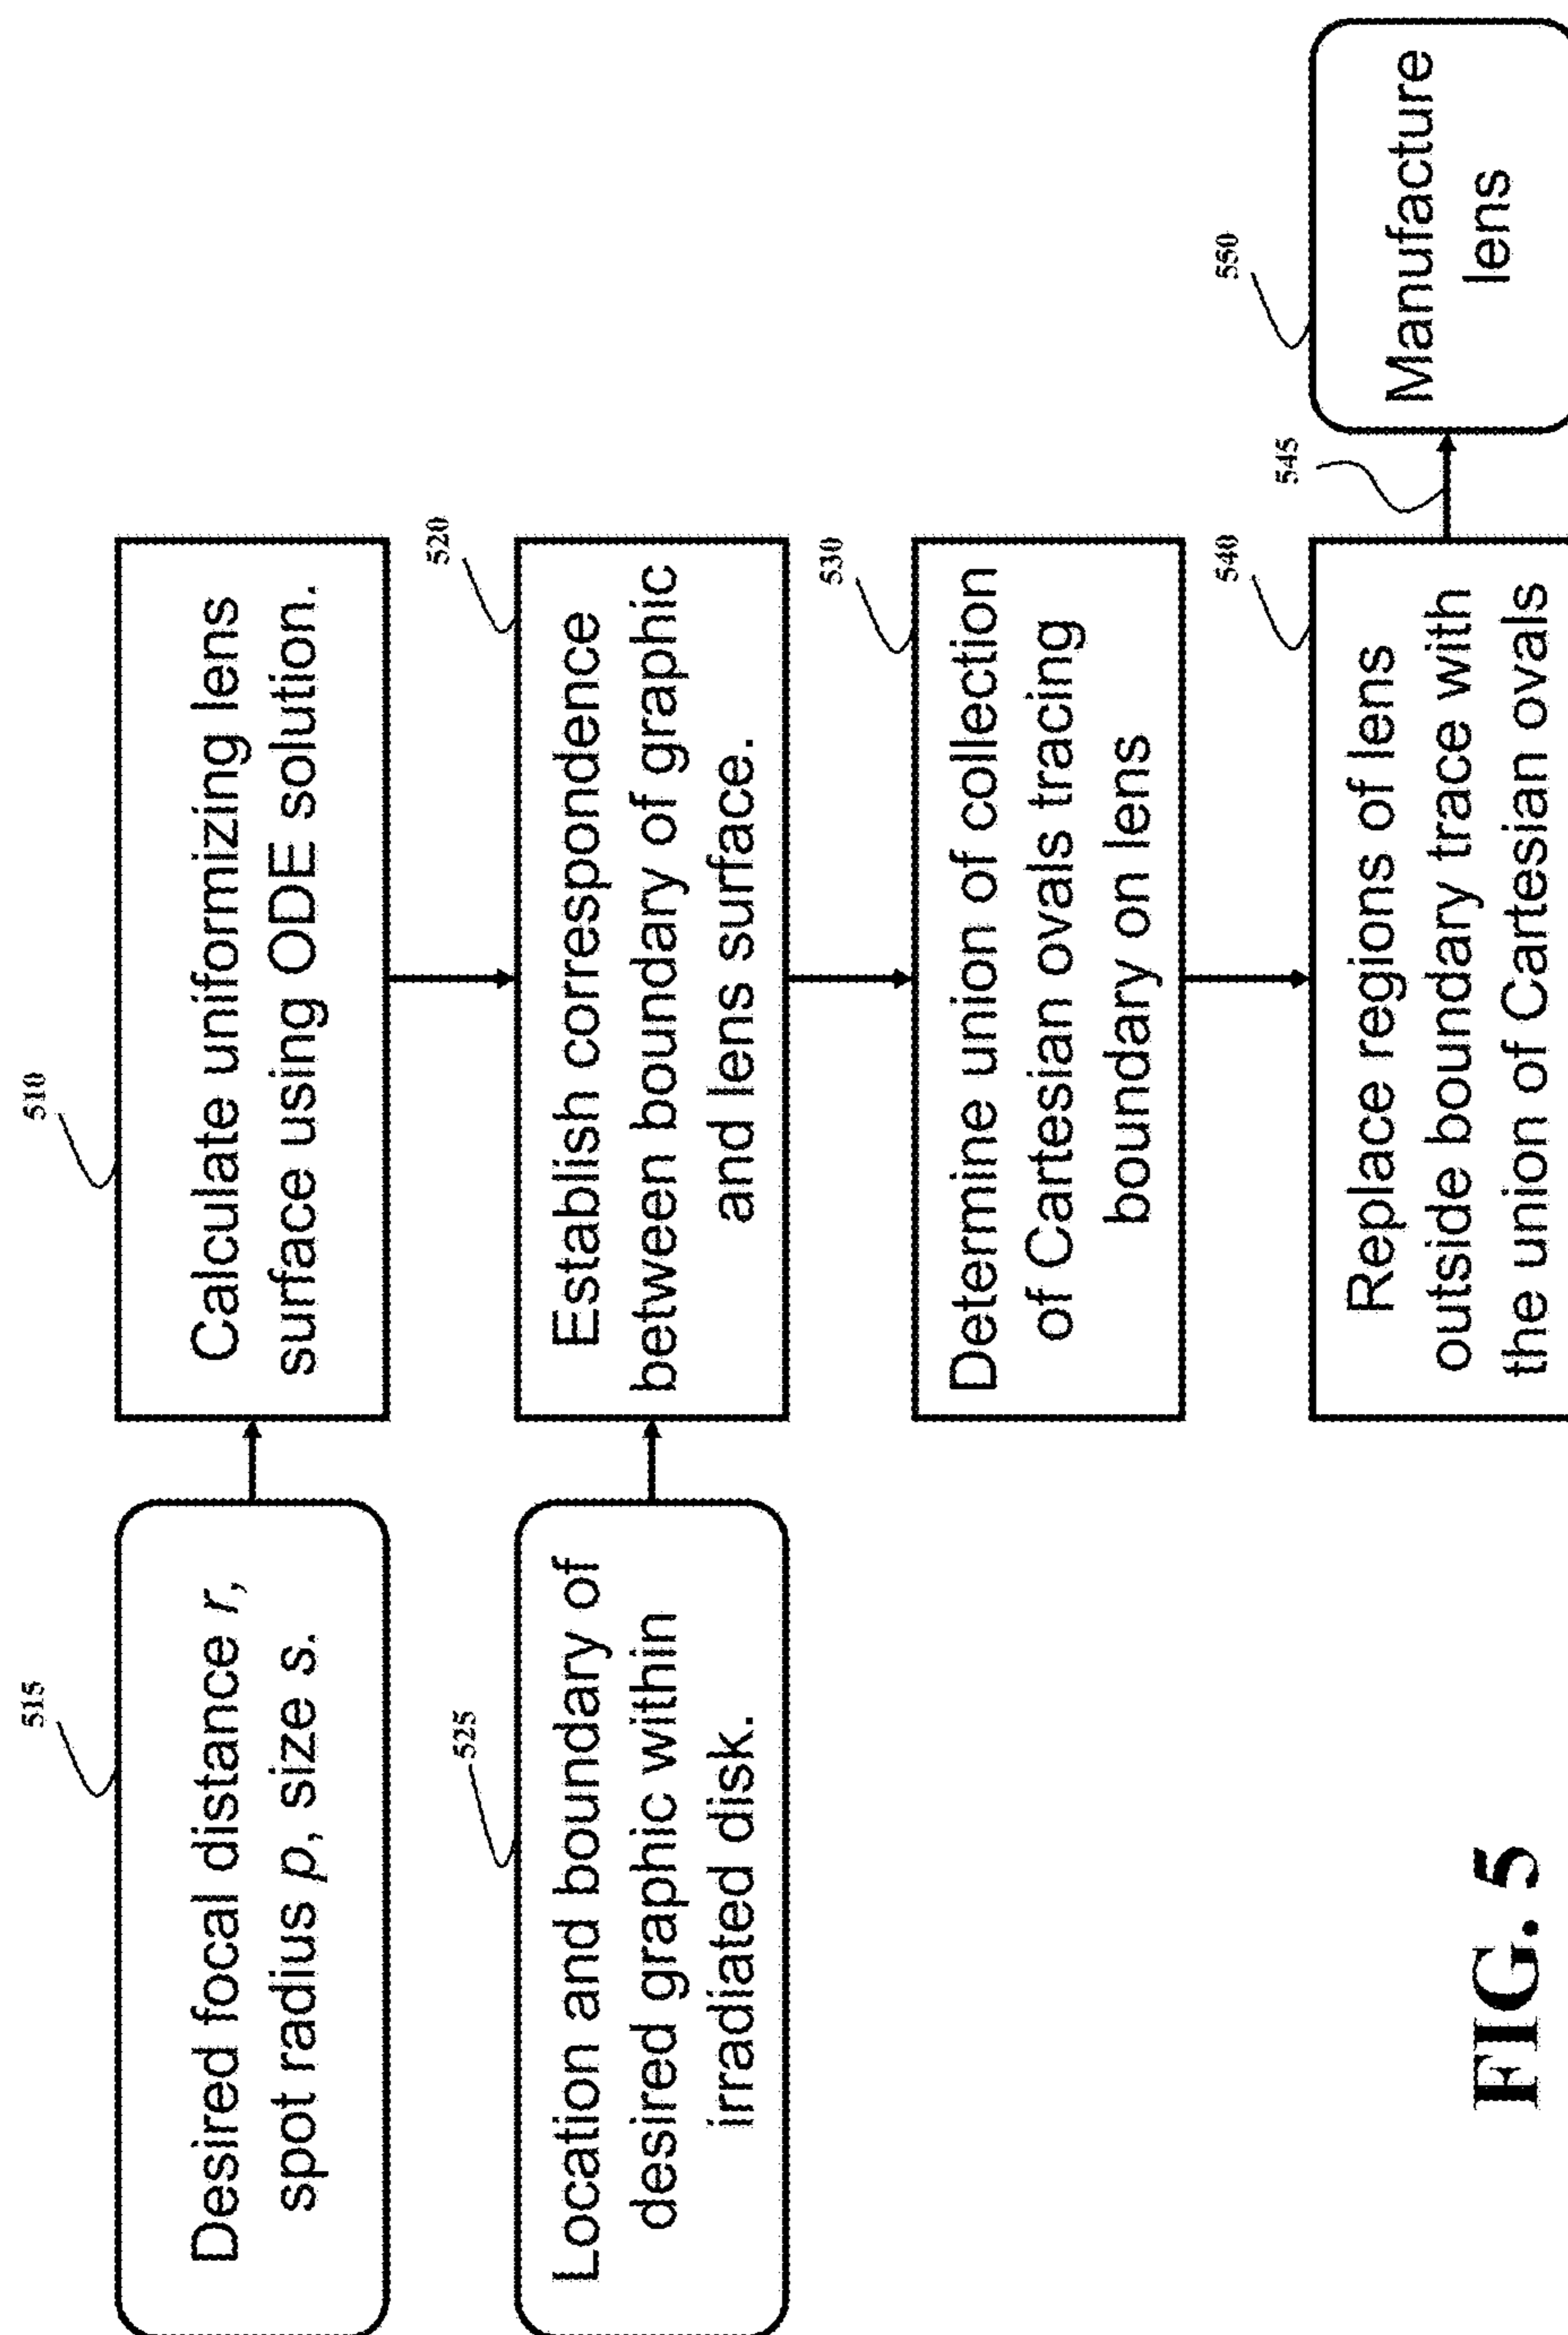 515
Desired focal distance r,
spot radius p, size s.
510
Calculate uniformizing lens
surface using ODE solution.
525
Location and boundary of
desired graphic within
irradiated disk.
520
Establish correspondence
between boundary of graphic
and lens surface.
530
Determine union of collection
of Cartesian ovals tracing
boundary on lens
540
Replace regions of lens
outside boundary trace with
the union of Cartesian ovals
545
550
Manufacture
lens
FIG. 5